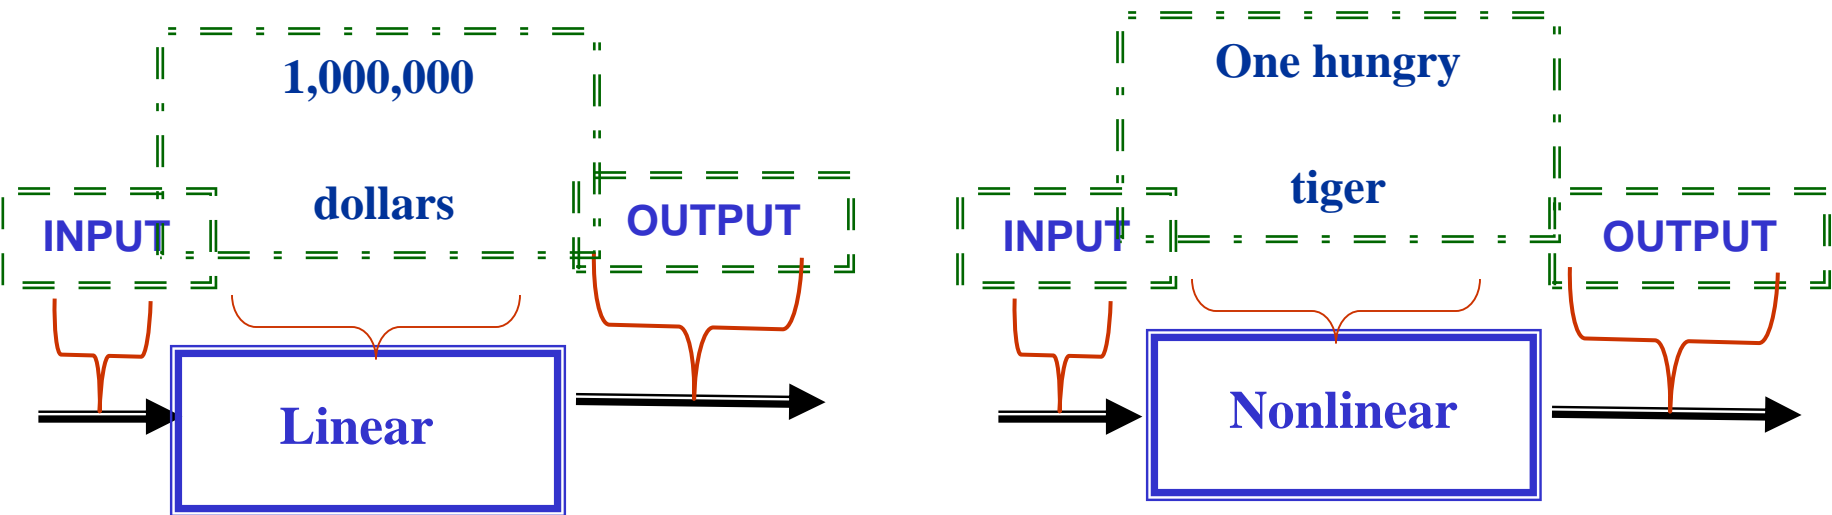 1,000,000
dollars
INPUT
OUTPUT
Linear
One hungry
tiger
INPUT
OUTPUT
Nonlinear